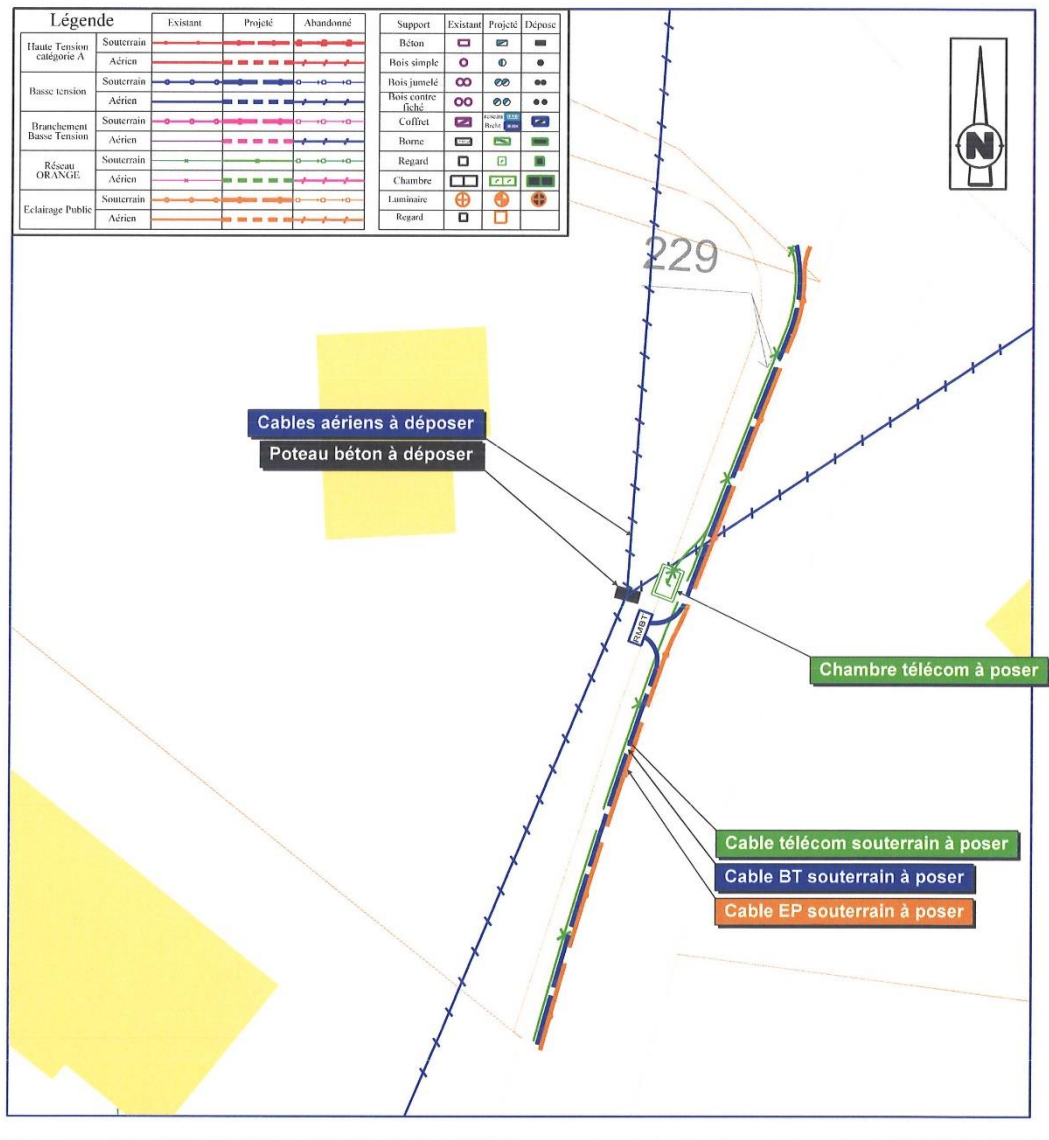 Légende
Existant
Projeté
Abandonné
Haute Tension
catégorie A
Souterrain
Aérien
Basse tension
Souterrain
Aérien
Branchement
Basse Tension
Souterrain
Aérien
Réseau
ORANGE
Souterrain
Aérien
Eclairage Public
Souterrain
Aérien
Support
Existant
Projeté
Dépose
Béton
Bois simple
Bois jumelé
Bois contre
fiché
Coffret
Borne
Regard
Chambre
Luminaire
Regard
N
229
Cables aériens à déposer
Poteau béton à déposer
RMBT
Chambre télécom à poser
Cable télécom souterrain à poser
Cable BT souterrain à poser
Cable EP souterrain à poser